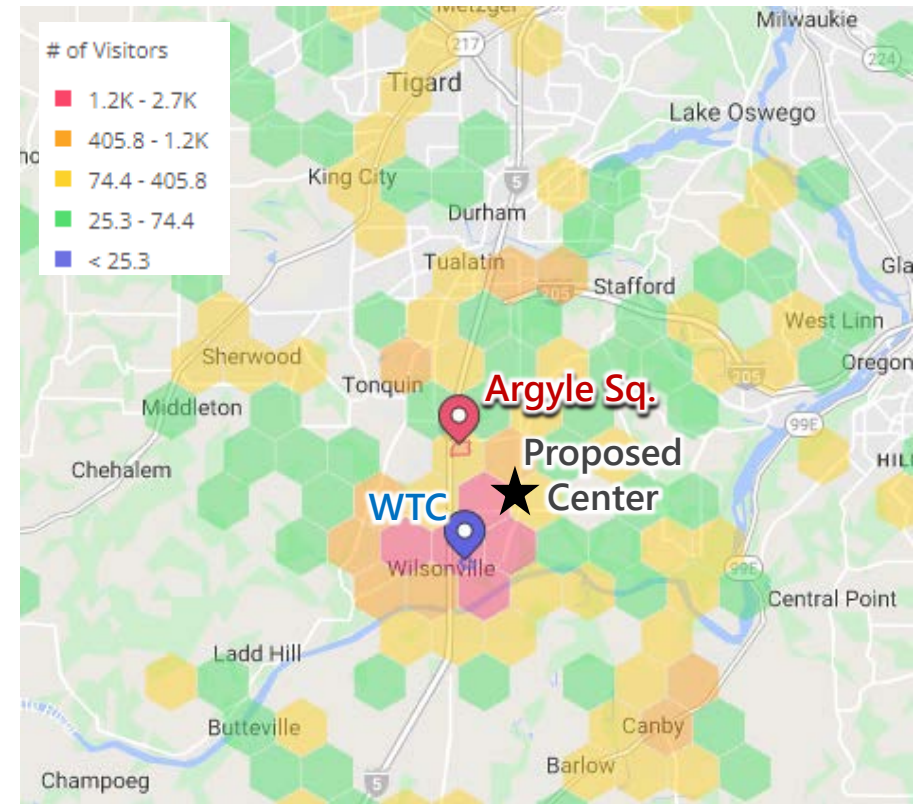 Metzger
Milwaukie
# of Visitors
217
224
1.2K - 2.7K
Tigard
Lake Oswego
405.8 - 1.2K
74.4 - 405.8
King City
5
25.3 - 74.4
Durham
< 25.3
Tualatin
Gla
205
Stafford
West Linn
Sherwood
Oregon
Tonquin
205
Argyle Sq.
Middleton
99E
Proposed
Center
HIL
Chehalem
WTC
Wilsonville
99E
Central Point
Ladd Hill
Butteville
Canby
Barlow
Champoeg
5